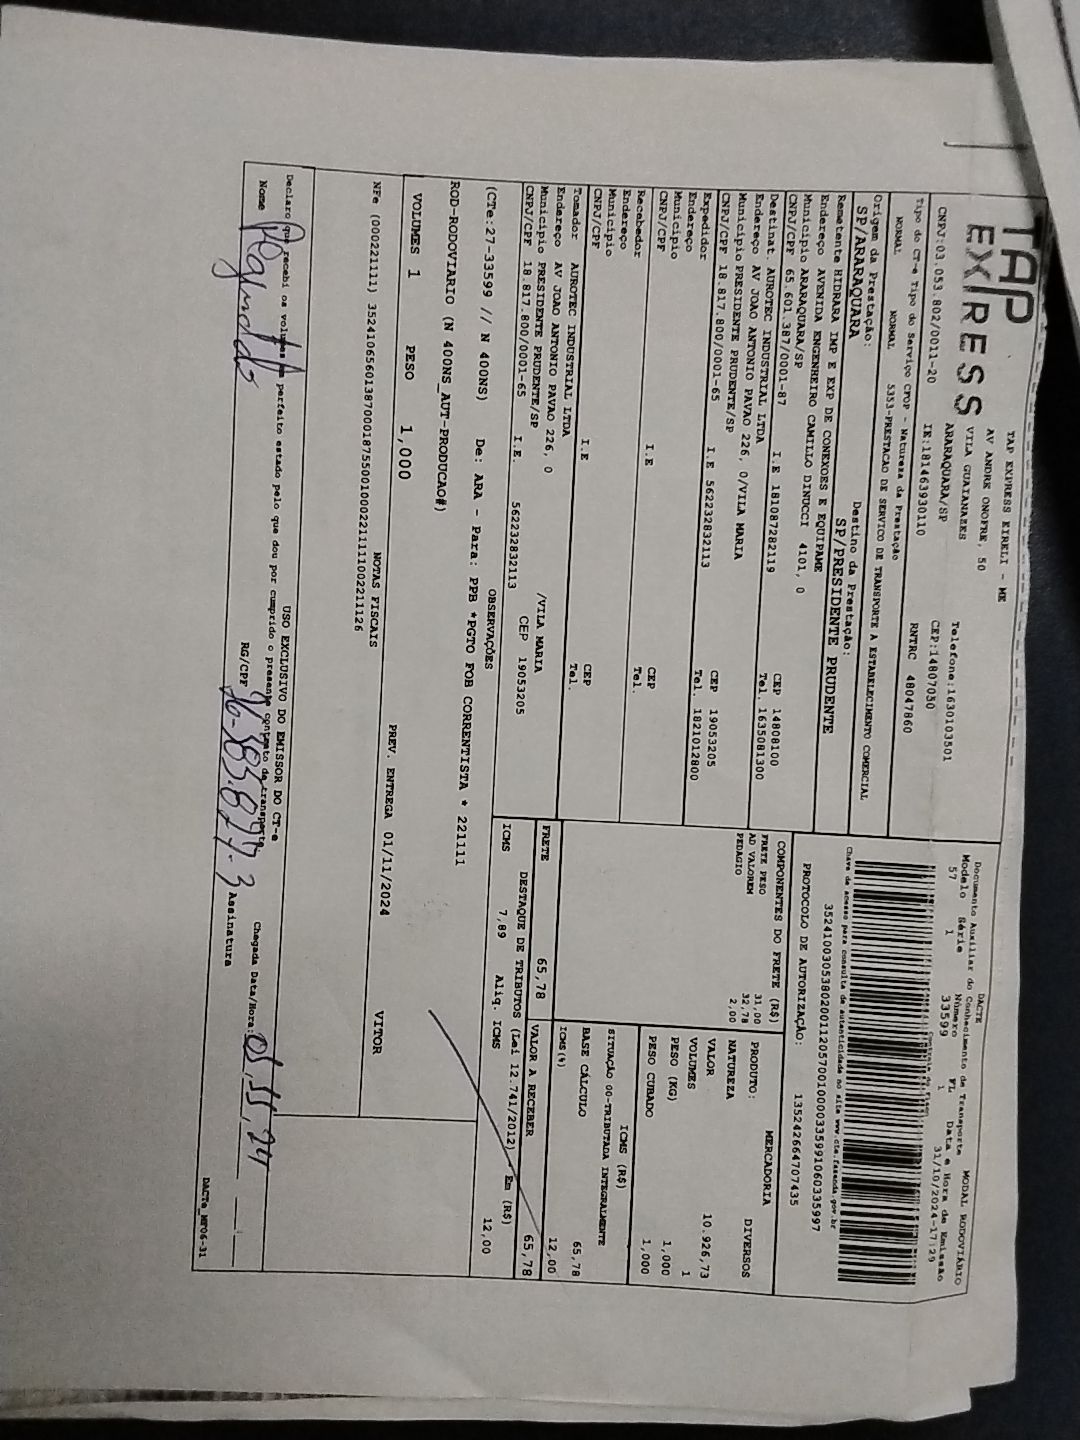 TAP EXPRESS
TAP EXPRESS EIRELI - ME
AV ANDRE ONOFRE, 50
VILA GUAIANAZES
ARARAQUARA/SP
Telefone:1630103501
CEP:14807050
CNPJ:03.053.802/0011-20 IE:181463930110 RNTRC 48047860
Tipo do CT-e Tipo do Serviço CFOP - Natureza da Prestação
NORMAL NORMAL 5353-PRESTACAO DE SERVICO DE TRANSPORTE A ESTABELECIMENTO COMERCIAL
Origem da Prestação: Destino da Prestação:
SP/ARARAQUARA SP/PRESIDENTE PRUDENTE
DACTE MODAL RODOVIÁRIO
Documento Auxiliar do Conhecimento de Transporte
Modelo Série Número FL Data e Hora de Emissão
57 1 33599 1 31/10/2024-17:29
Controle do Fisco
Chave de acesso para consulta de autenticidade no site www.cte.fazenda.gov.br
35241003053802001120570010000335991060335997
PROTOCOLO DE AUTORIZAÇÃO: 135242664707435
Remetente HIDRARA IMP E EXP DE CONEXOES E EQUIPAME
Endereço AVENIDA ENGENHEIRO CAMILLO DINUCCI 4101, 0
Município ARARAQUARA/SP CEP 14808100
CNPJ/CPF 65.601.387/0001-87 I.E 181087282119 Tel. 1635081300
Destinat. AUROTEC INDUSTRIAL LTDA
Endereço AV JOAO ANTONIO PAVAO 226, 0/VILA MARIA
Município PRESIDENTE PRUDENTE/SP CEP 19053205
CNPJ/CPF 18.817.800/0001-65 I.E 562232832113 Tel. 1821012800
Expedidor
Endereço
Município CEP
CNPJ/CPF I.E Tel.
Recebedor
Endereço
Município CEP
CNPJ/CPF I.E Tel.
Tomador AUROTEC INDUSTRIAL LTDA
Endereço AV JOAO ANTONIO PAVAO 226, 0 /VILA MARIA
Município PRESIDENTE PRUDENTE/SP CEP 19053205
CNPJ/CPF 18.817.800/0001-65 I.E. 562232832113
COMPONENTES DO FRETE (R$)
FRETE PESO 31,00
AD VALOREM 32,78
PEDAGIO 2,00
FRETE 65,78
MERCADORIA
PRODUTO: DIVERSOS
NATUREZA
VALOR 10.926,73
VOLUMES 1
PESO (KG) 1,000
PESO CUBADO 1,000
ICMS (R$)
SITUAÇÃO 00-TRIBUTADA INTEGRALMENTE
BASE CÁLCULO 65,78
ICMS(%) 12,00
VALOR A RECEBER 65,78
DESTAQUE DE TRIBUTOS (Lei 12.741/2012) Em (R$)
ICMS 7,89 Aliq. ICMS 12,00
OBSERVAÇÕES
(CTe:27-33599 // N 400NS) De: ARA - Para: PPB *PGTO FOB CORRENTISTA * 221111
ROD-RODOVIARIO (N 400NS_AUT-PRODUCAO#)
VOLUMES 1 PESO 1,000 PREV. ENTREGA 01/11/2024 VITOR
NOTAS FISCAIS
NFe (000221111) 35241065601387000187550010002211111002211126
USO EXCLUSIVO DO EMISSOR DO CT-e
Declaro que recebi os volumes em perfeito estado pelo que dou por cumprido o presente contrato de transporte.
Chegada Data/Hora: 01,11,24
Nome RG/CPF Assinatura
DACTe_MF06-31